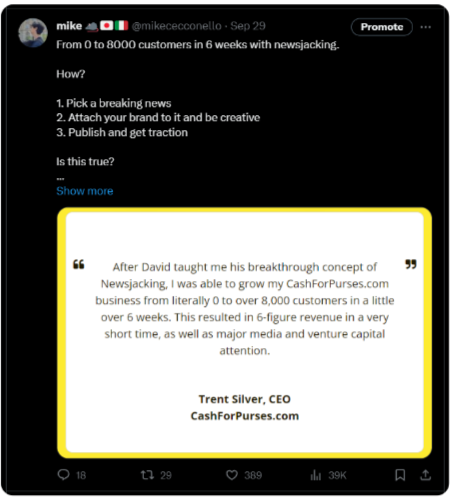 mike 🗻🇯🇵🇮🇹 @mikececconello · Sep 29
Promote
...
From 0 to 8000 customers in 6 weeks with newsjacking.
How?
1. Pick a breaking news
2. Attach your brand to it and be creative
3. Publish and get traction
Is this true?
...
Show more
“ After David taught me his breakthrough concept of ”
Newsjacking, I was able to grow my CashForPurses.com
business from literally 0 to over 8,000 customers in a little
over 6 weeks. This resulted in 6-figure revenue in a very
short time, as well as major media and venture capital
attention.
Trent Silver, CEO
CashForPurses.com
18 29 389 39K